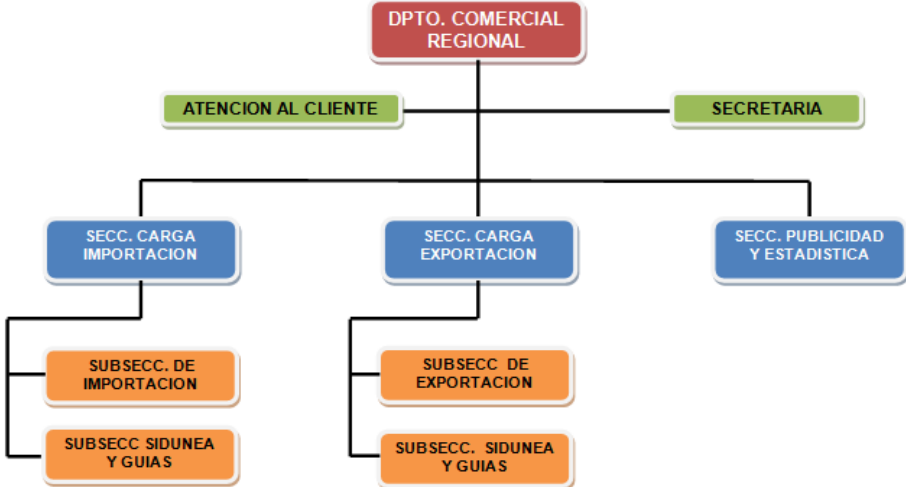 DPTO. COMERCIAL
REGIONAL
ATENCION AL CLIENTE
SECRETARIA
SECC. CARGA
IMPORTACION
SECC. CARGA
EXPORTACION
SECC. PUBLICIDAD
Y ESTADISTICA
SUBSECC. DE
IMPORTACION
SUBSECC DE
EXPORTACION
SUBSECC SIDUNEA
Y GUIAS
SUBSECC. SIDUNEA
Y GUIAS